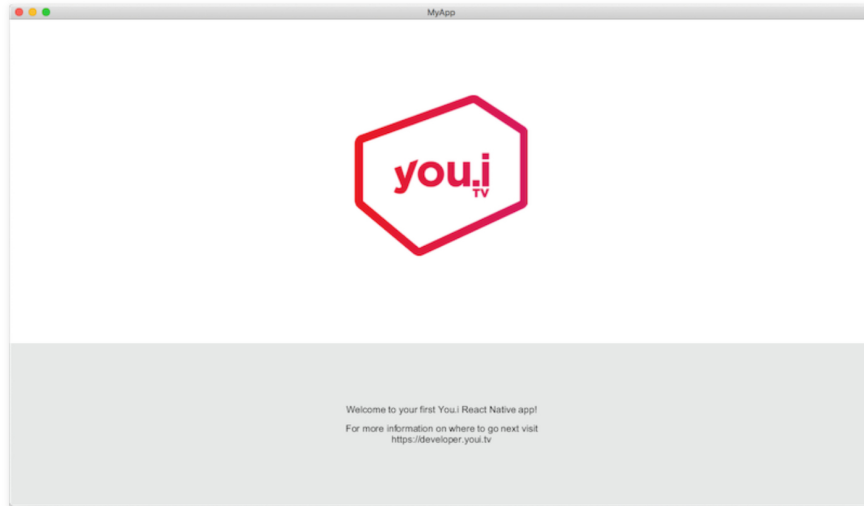 MyApp
you.i
TV
Welcome to your first You.i React Native app!
For more information on where to go next visit
https://developer.youi.tv